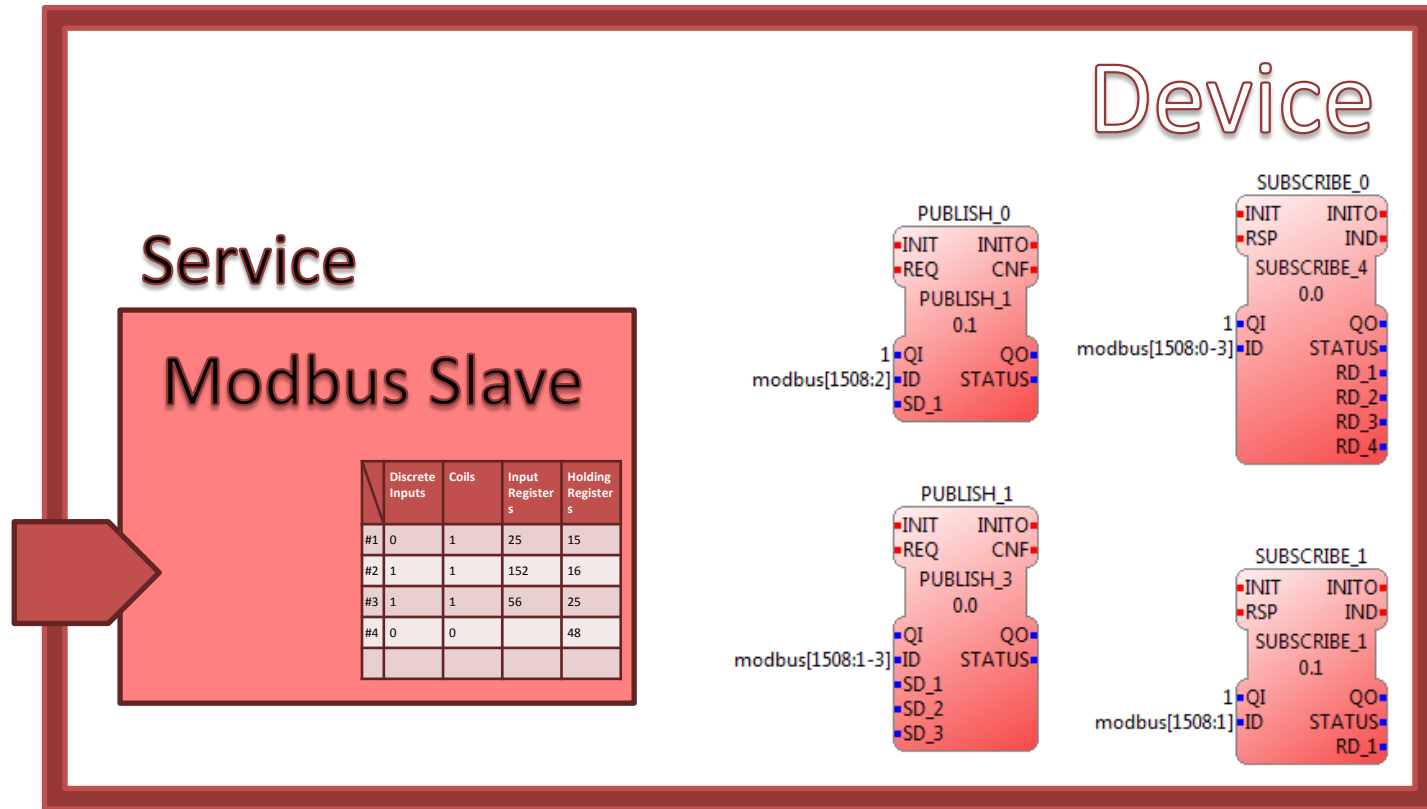 Device
Service
Modbus Slave
Discrete Inputs Coils Input Register s Holding Register s
#1 0 1 25 15
#2 1 1 152 16
#3 1 1 56 25
#4 0 0 48
PUBLISH_0
INIT INITO
REQ CNF
PUBLISH_1
0.1
1 QI QO
modbus[1508:2] ID STATUS
SD_1
SUBSCRIBE_0
INIT INITO
RSP IND
SUBSCRIBE_4
0.0
1 QI QO
modbus[1508:0-3] ID STATUS
RD_1
RD_2
RD_3
RD_4
PUBLISH_1
INIT INITO
REQ CNF
PUBLISH_3
0.0
QI QO
modbus[1508:1-3] ID STATUS
SD_1
SD_2
SD_3
SUBSCRIBE_1
INIT INITO
RSP IND
SUBSCRIBE_1
0.1
1 QI QO
modbus[1508:1] ID STATUS
RD_1